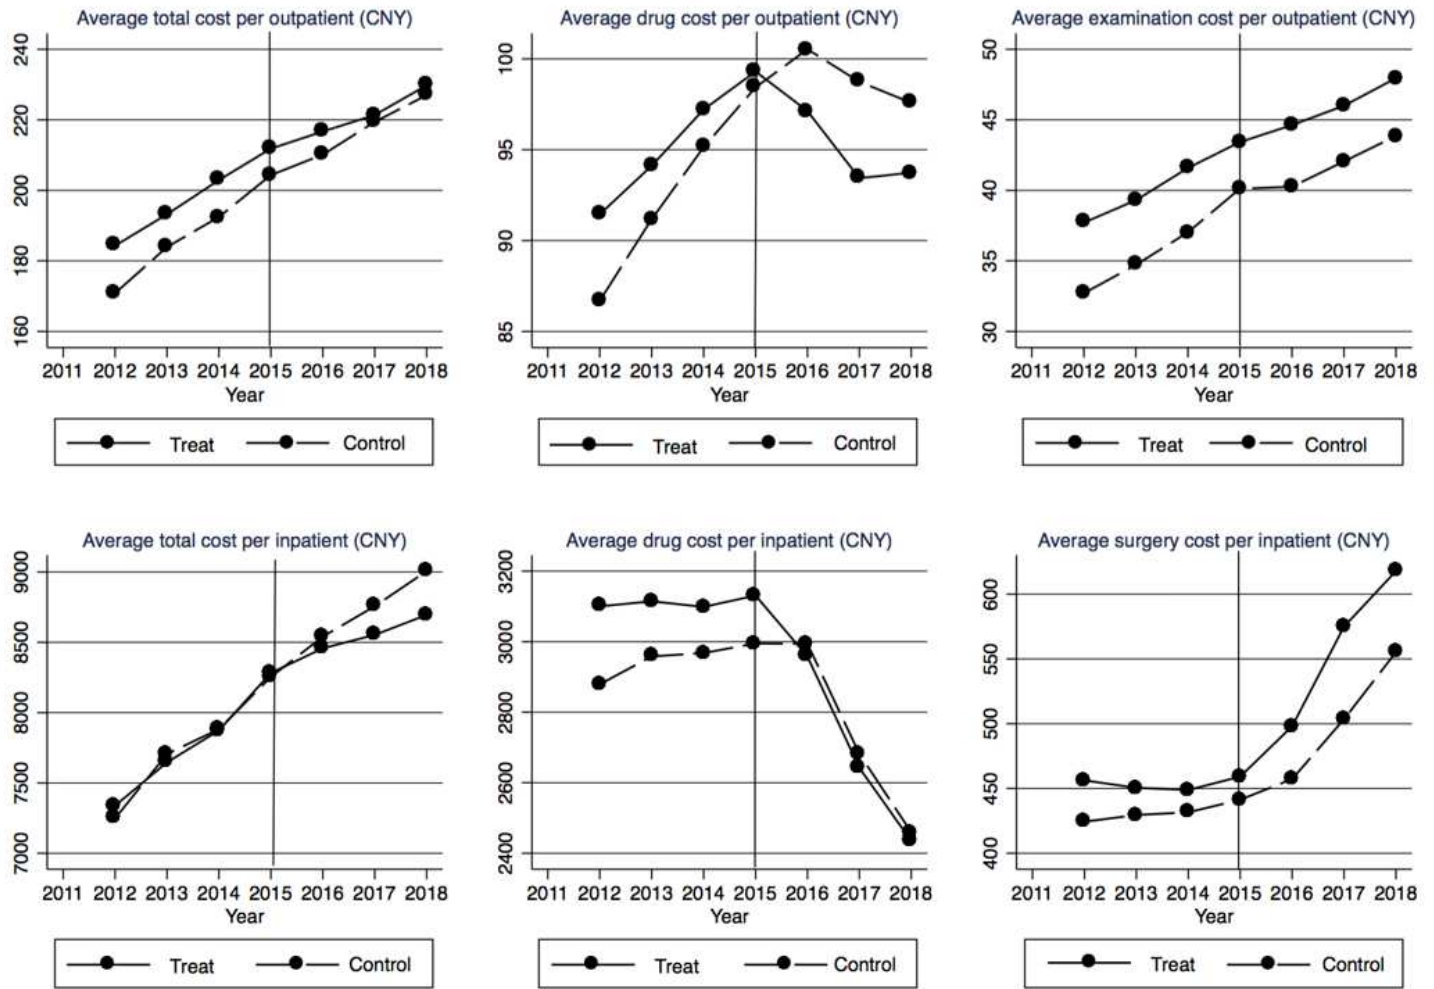 Average total cost per outpatient (CNY)
240
220
200
180
160
2011 2012 2013 2014 2015 2016 2017 2018
Year
Treat Control
Average drug cost per outpatient (CNY)
100
95
90
85
2011 2012 2013 2014 2015 2016 2017 2018
Year
Treat Control
Average examination cost per outpatient (CNY)
50
45
40
35
30
2011 2012 2013 2014 2015 2016 2017 2018
Year
Treat Control
Average total cost per inpatient (CNY)
9000
8500
8000
7500
7000
2011 2012 2013 2014 2015 2016 2017 2018
Year
Treat Control
Average drug cost per inpatient (CNY)
3200
3000
2800
2600
2400
2011 2012 2013 2014 2015 2016 2017 2018
Year
Treat Control
Average surgery cost per inpatient (CNY)
600
550
500
450
400
2011 2012 2013 2014 2015 2016 2017 2018
Year
Treat Control